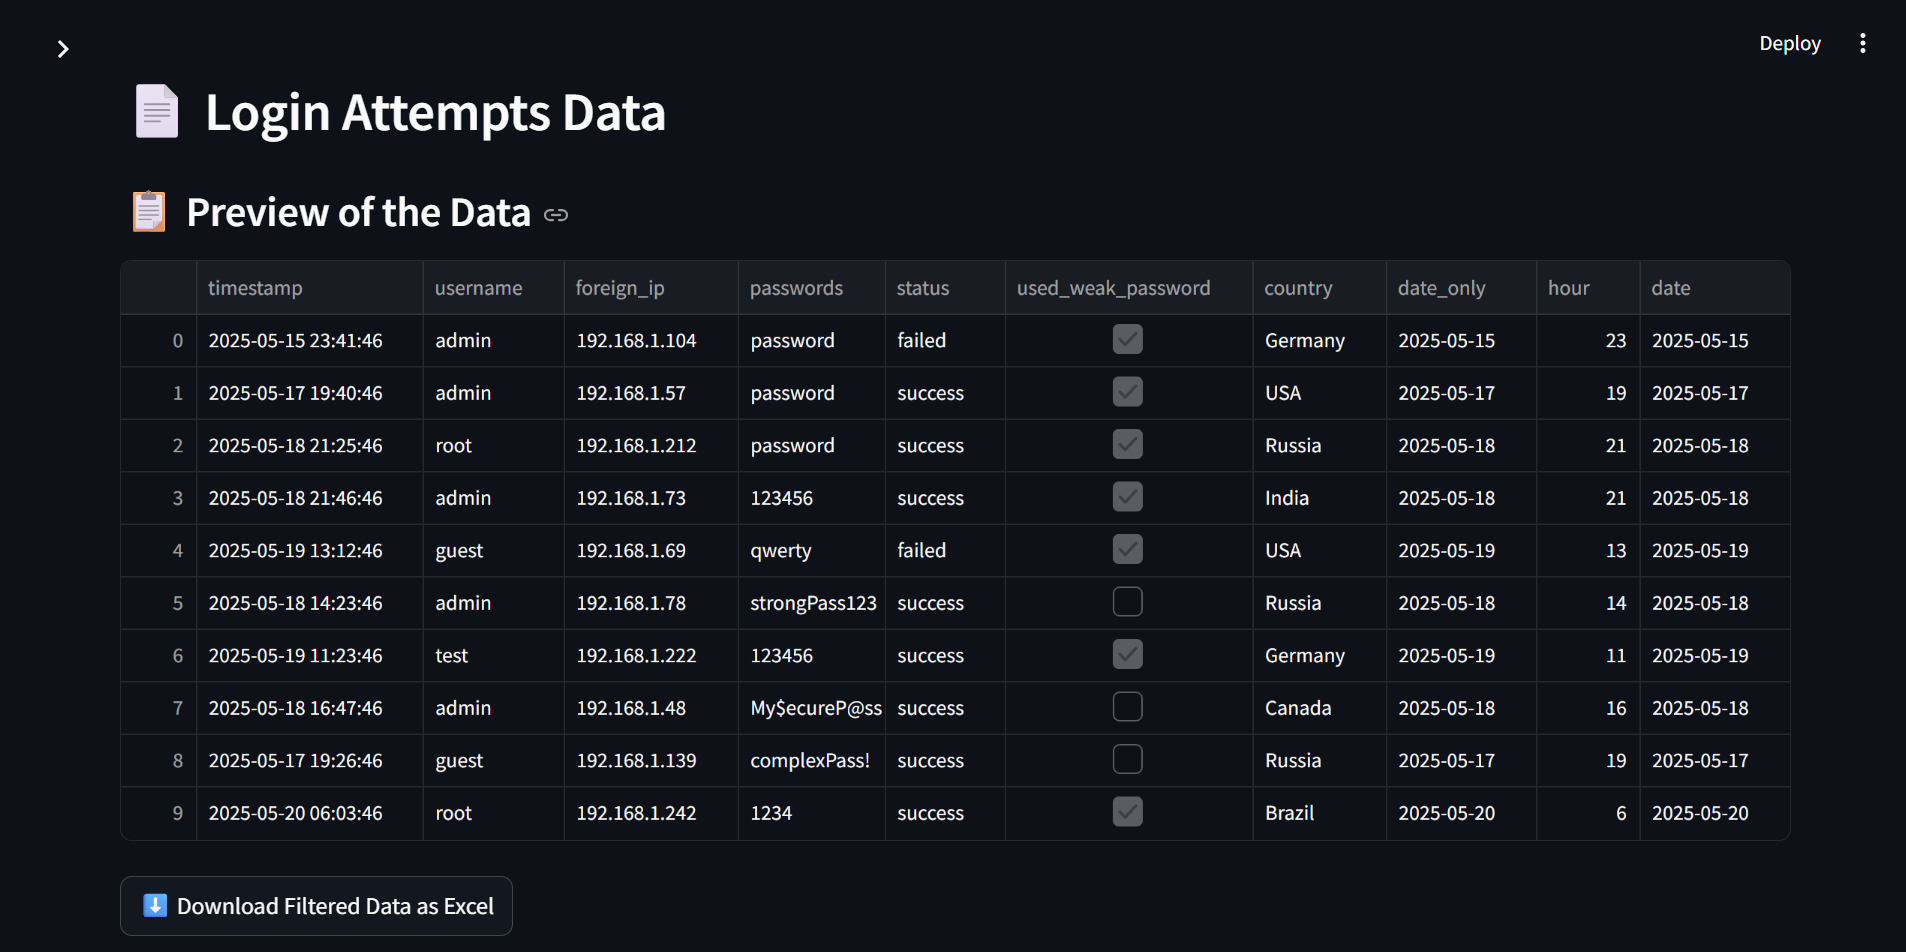 Deploy
Login Attempts Data
Preview of the Data
timestamp username foreign_ip passwords status used_weak_password country date_only hour date
0 2025-05-15 23:41:46 admin 192.168.1.104 password failed Germany 2025-05-15 23 2025-05-15
1 2025-05-17 19:40:46 admin 192.168.1.57 password success USA 2025-05-17 19 2025-05-17
2 2025-05-18 21:25:46 root 192.168.1.212 password success Russia 2025-05-18 21 2025-05-18
3 2025-05-18 21:46:46 admin 192.168.1.73 123456 success India 2025-05-18 21 2025-05-18
4 2025-05-19 13:12:46 guest 192.168.1.69 qwerty failed USA 2025-05-19 13 2025-05-19
5 2025-05-18 14:23:46 admin 192.168.1.78 strongPass123 success Russia 2025-05-18 14 2025-05-18
6 2025-05-19 11:23:46 test 192.168.1.222 123456 success Germany 2025-05-19 11 2025-05-19
7 2025-05-18 16:47:46 admin 192.168.1.48 My$ecureP@ss success Canada 2025-05-18 16 2025-05-18
8 2025-05-17 19:26:46 guest 192.168.1.139 complexPass! success Russia 2025-05-17 19 2025-05-17
9 2025-05-20 06:03:46 root 192.168.1.242 1234 success Brazil 2025-05-20 6 2025-05-20
Download Filtered Data as Excel